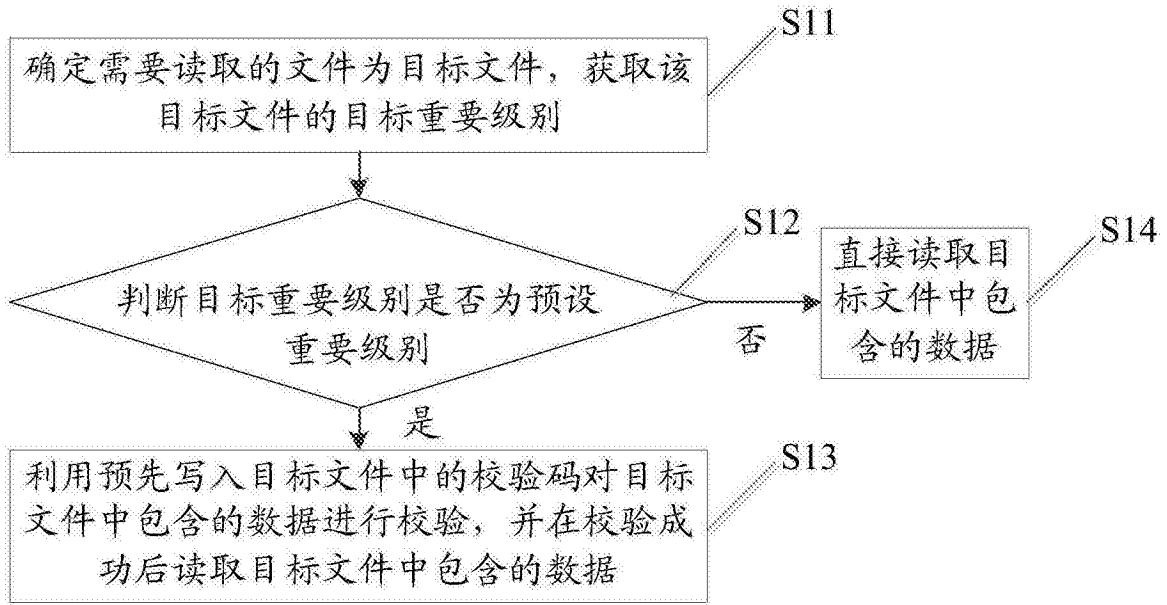 S11
确定需要读取的文件为目标文件，获取该
目标文件的目标重要级别
S12
判断目标重要级别是否为预设
重要级别
否
S14
直接读取目
标文件中包
含的数据
是
S13
利用预先写入目标文件中的校验码对目标
文件中包含的数据进行校验，并在校验成
功后读取目标文件中包含的数据